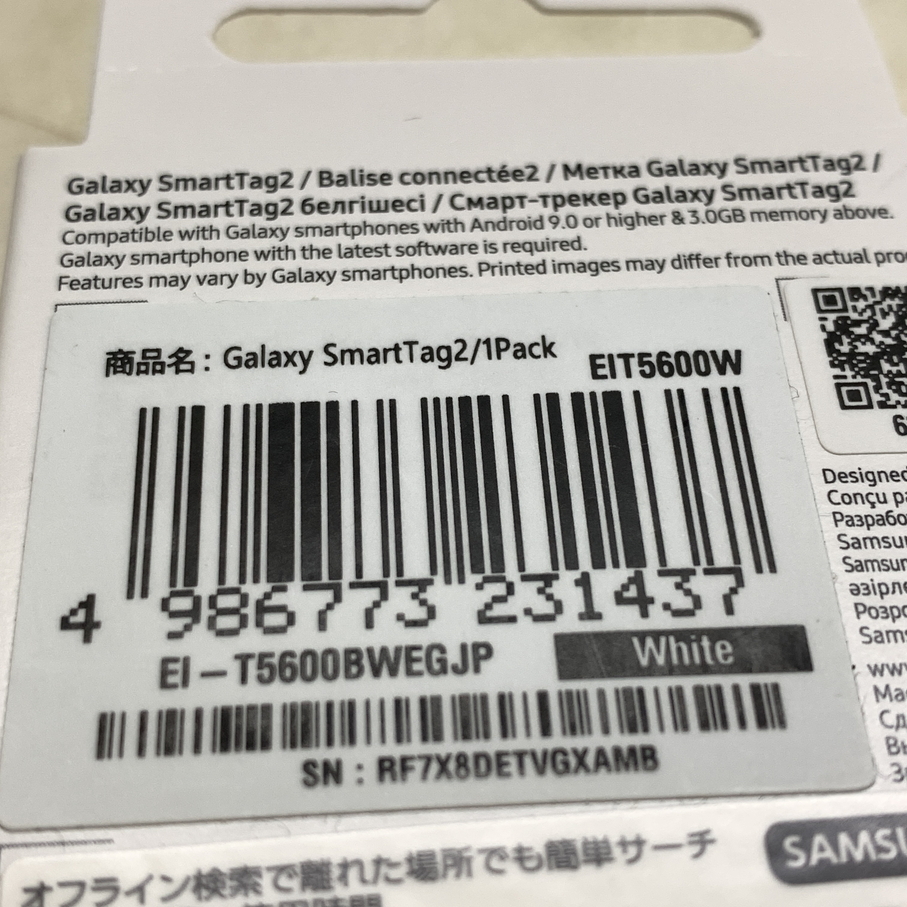 Galaxy SmartTag2 / Balise connectée2 / Метка Galaxy SmartTag2 /
Galaxy SmartTag2 белгішесі / Смарт-трекер Galaxy SmartTag2
Compatible with Galaxy smartphones with Android 9.0 or higher & 3.0GB memory above.
Galaxy smartphone with the latest software is required.
Features may vary by Galaxy smartphones. Printed images may differ from the actual pro
商品名：Galaxy SmartTag2/1Pack
EIT5600W
4 986773 231437
EI-T5600BWEGJP
White
SN : RF7X8DETVGXAMB
6
Designed
Conçu pa
Разрабо
Samsu
Samsu
әзірле
Розро
Sams
www
Ma
Сд
Вы
オフライン検索で離れた場所でも簡単サーチ
SAMSU